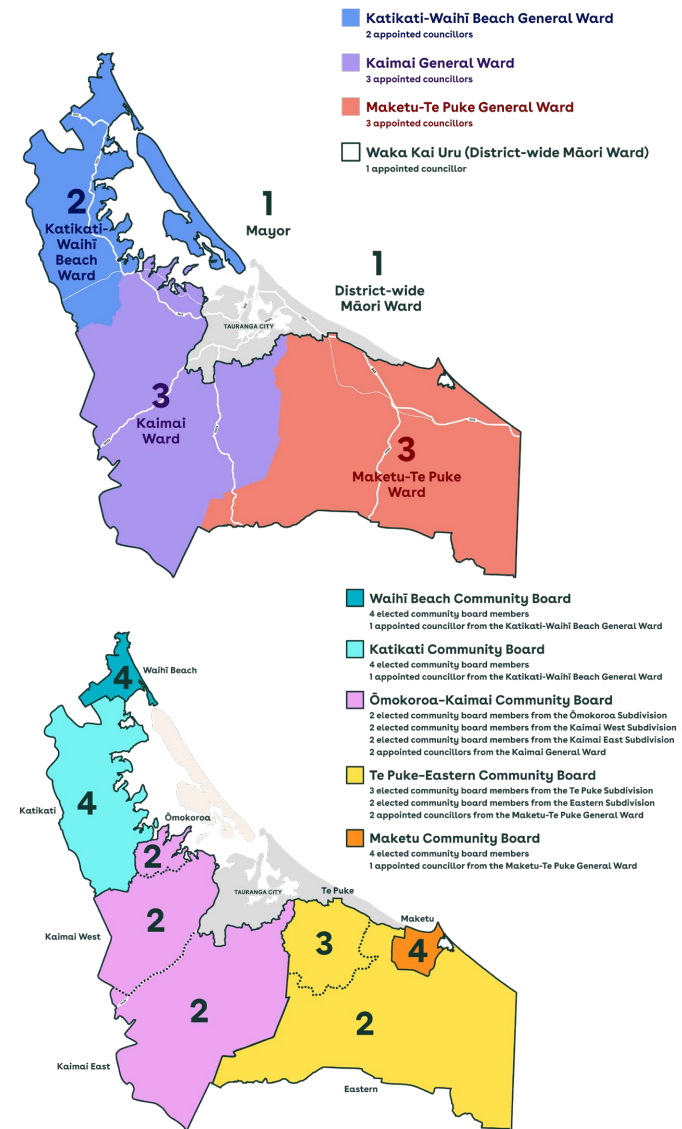 Katikati-Waihī Beach General Ward
2 appointed councillors
Kaimai General Ward
3 appointed councillors
Maketu-Te Puke General Ward
3 appointed councillors
Waka Kai Uru (District-wide Māori Ward)
1 appointed councillor
2
Katikati-
Waihī
Beach
Ward
1
Mayor
1
District-wide
Māori Ward
TAURANGA CITY
3
Kaimai
Ward
3
Maketu-Te Puke
Ward
Waihī Beach Community Board
4 elected community board members
1 appointed councillor from the Katikati-Waihī Beach General Ward
Katikati Community Board
4 elected community board members
1 appointed councillor from the Katikati-Waihī Beach General Ward
Ōmokoroa-Kaimai Community Board
2 elected community board members from the Ōmokoroa Subdivision
2 elected community board members from the Kaimai West Subdivision
2 elected community board members from the Kaimai East Subdivision
2 appointed councillors from the Kaimai General Ward
Te Puke-Eastern Community Board
3 elected community board members from the Te Puke Subdivision
2 elected community board members from the Eastern Subdivision
2 appointed councillors from the Maketu-Te Puke General Ward
Maketu Community Board
4 elected community board members
1 appointed councillor from the Maketu-Te Puke General Ward
Waihī Beach
4
Katikati
4
Ōmokoroa
2
TAURANGA CITY
Te Puke
Maketu
Kaimai West
2
3
4
2
2
Kaimai East
Eastern